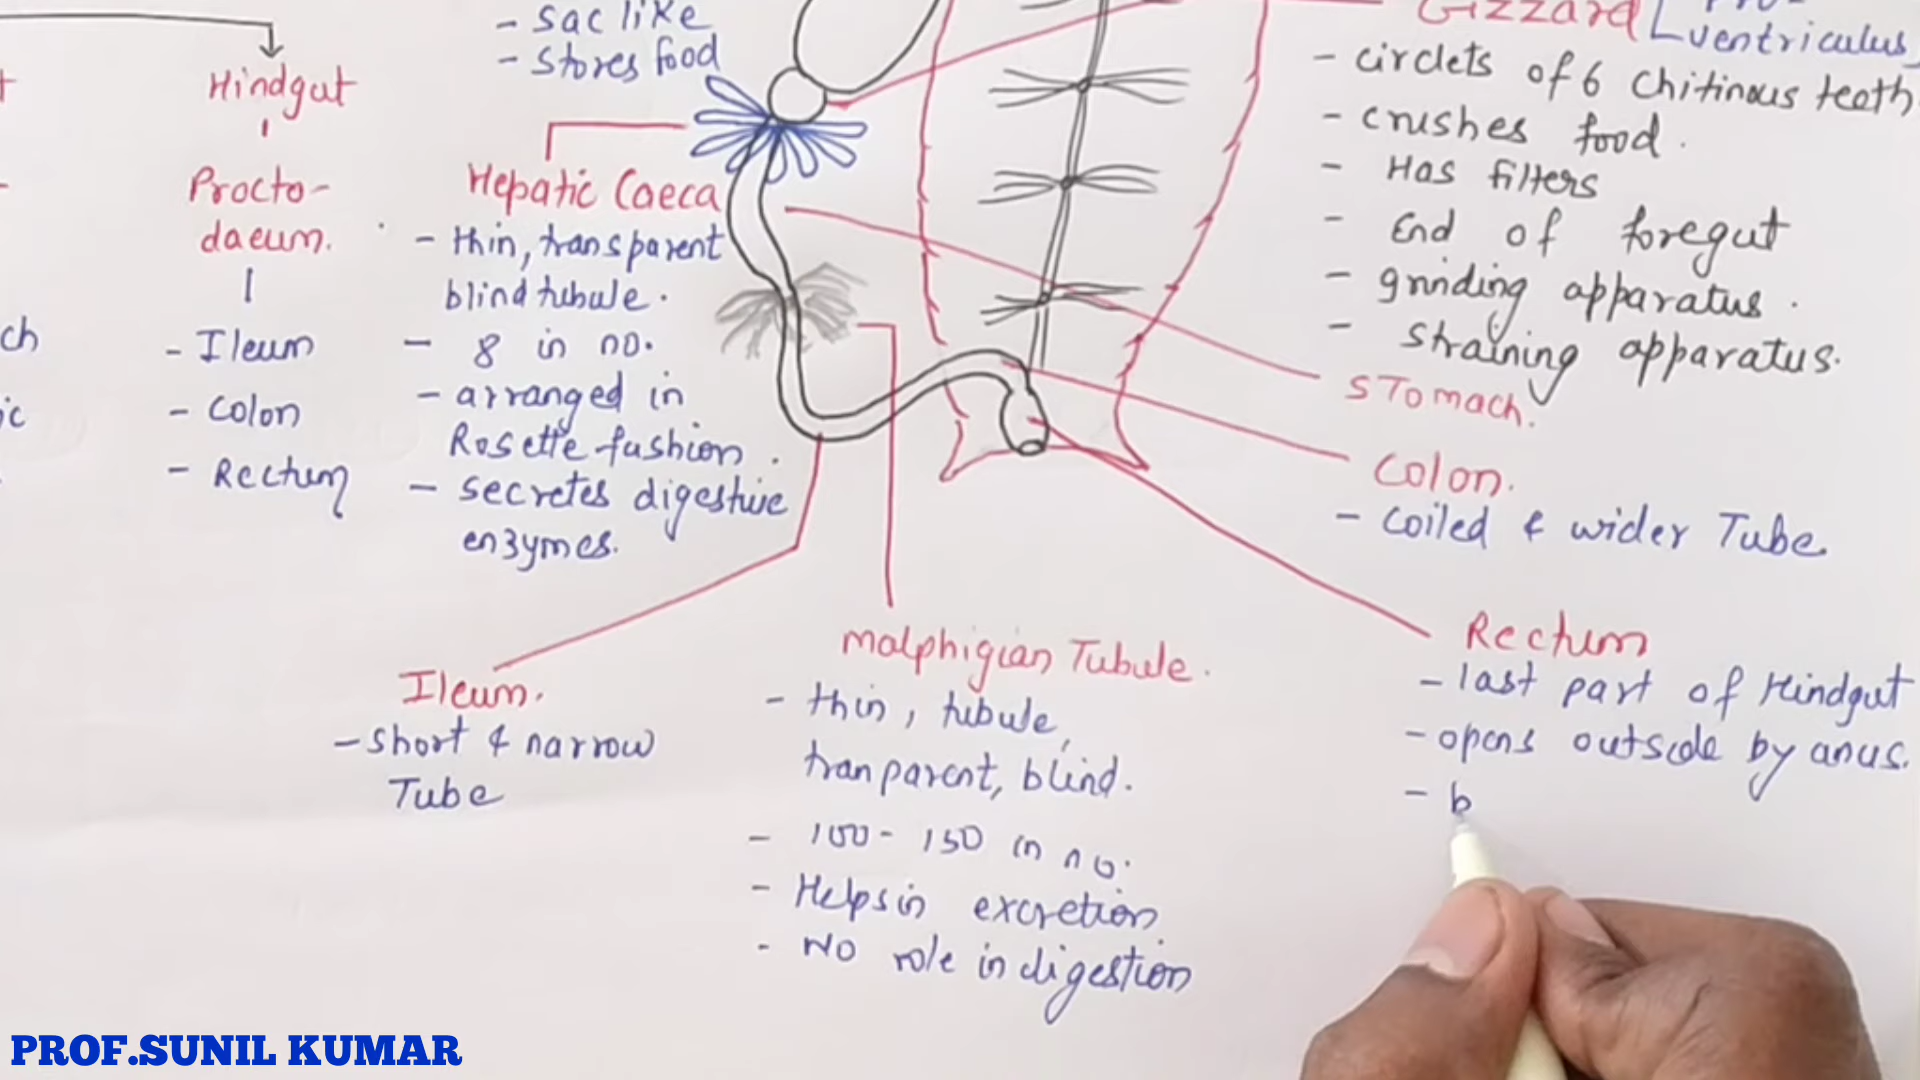 - sac like
- stores food
Hindgut
Procto-
daeum.
- Ileum
- Colon
- Rectum
Hepatic Caeca
- thin, transparent
blind tubule.
- 8 in no.
- arranged in
Rosette fashion.
- secretes digestive
enzymes.
Gizzard
ventriculus
- circlets of 6 chitinous teeth
- crushes food.
- Has filters
- End of foregut
- grinding apparatus.
- straining apparatus.
STomach.
Colon.
- coiled & wider Tube
Ileum.
- short & narrow
Tube
Malphigian Tubule.
- thin, tubule,
tranparent, blind.
- 100-150 in no.
- Helps in excretion
- No role in digestion
Rectum
- last part of Hindgut
- opens outside by anus.
- b
PROF.SUNIL KUMAR